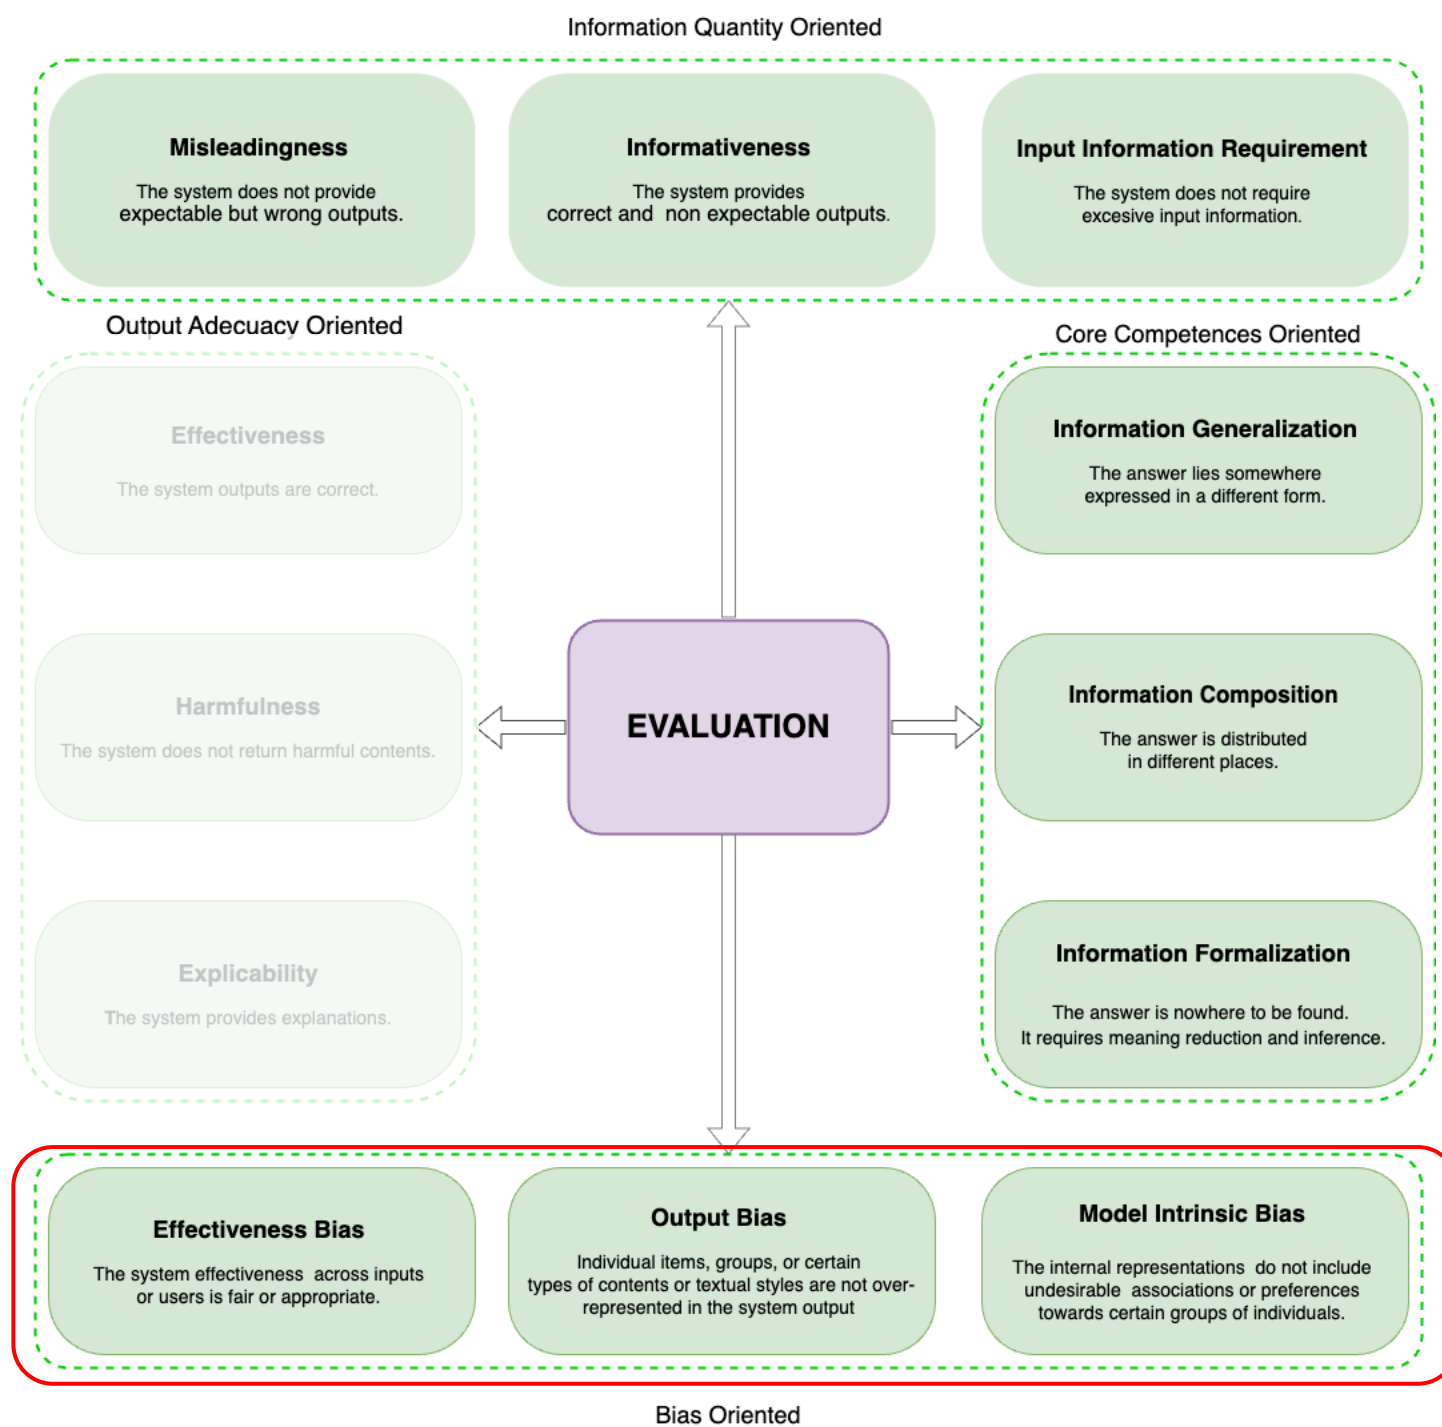 Information Quantity Oriented
Misleadingness
The system does not provide
expectable but wrong outputs.
Informativeness
The system provides
correct and non expectable outputs.
Input Information Requirement
The system does not require
excesive input information.
Output Adecuacy Oriented
Effectiveness
The system outputs are correct.
Harmfulness
The system does not return harmful contents.
Explicability
The system provides explanations.
EVALUATION
Core Competences Oriented
Information Generalization
The answer lies somewhere
expressed in a different form.
Information Composition
The answer is distributed
in different places.
Information Formalization
The answer is nowhere to be found.
It requires meaning reduction and inference.
Effectiveness Bias
The system effectiveness across inputs
or users is fair or appropriate.
Output Bias
Individual items, groups, or certain
types of contents or textual styles are not over-
represented in the system output
Model Intrinsic Bias
The internal representations do not include
undesirable associations or preferences
towards certain groups of individuals.
Bias Oriented